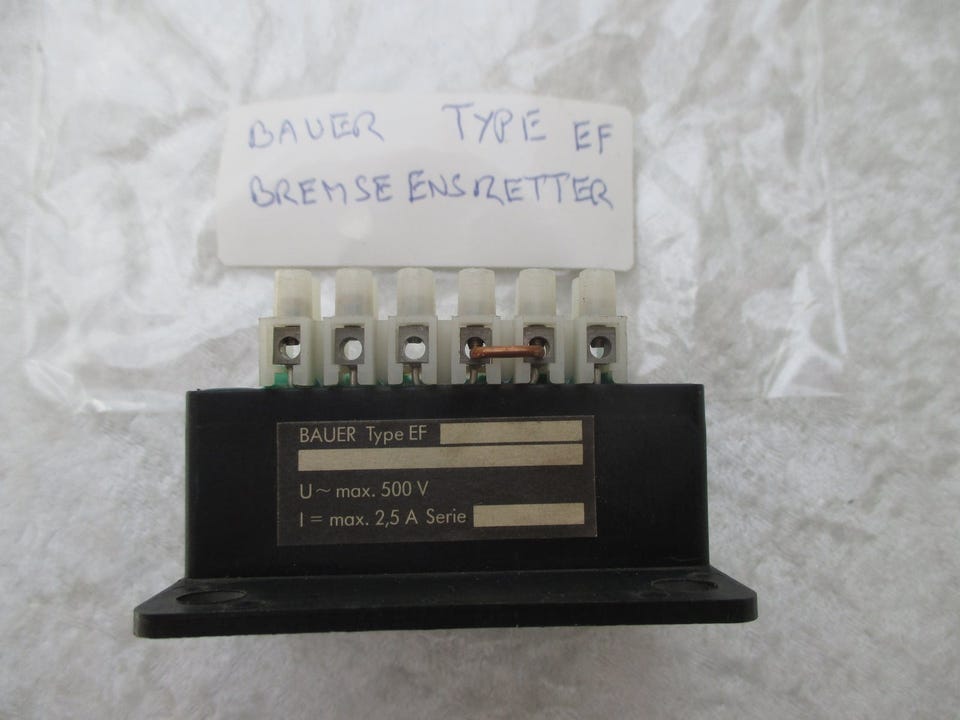 BAUER TYPE EF
BREMSE ENSRETTER
BAUER Type EF
U ~ max. 500 V
I = max. 2,5 A Serie